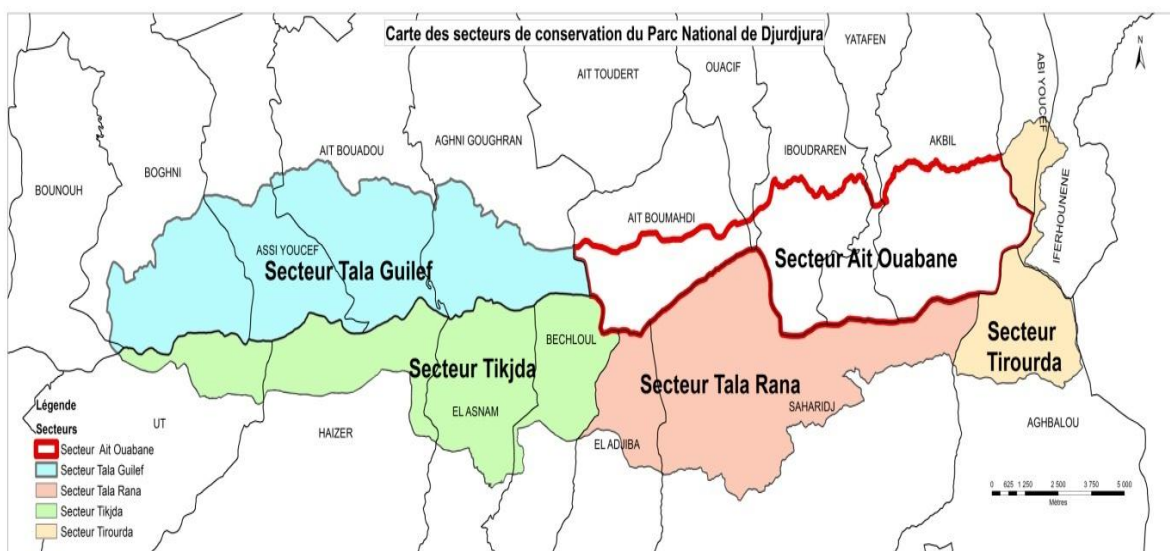 Carte des secteurs de conservation du Parc National de Djurdjura
N
YATAFEN
OUACIF
AIT TOUDERT
ABI YOUCEF
AKBIL
IBOUDRAREN
AGHNI GOUGHRAN
AIT BOUADOU
BOGHNI
BOUNOUH
IFERHOUNENE
AIT BOUMAHDI
ASSI YOUCEF
Secteur Tala Guilef
Secteur Ait Ouabane
BECHLOUL
Secteur
Tirourda
Secteur Tikjda
Secteur Tala Rana
SAHARIDJ
EL ASNAM
UT
HAIZER
EL ADJIBA
AGHBALOU
Légende
Secteurs
Secteur Ait Ouabane
Secteur Tala Guilef
Secteur Tala Rana
Secteur Tikjda
Secteur Tirourda
0 625 1 250 2 500 3 750 5 000
Mètres